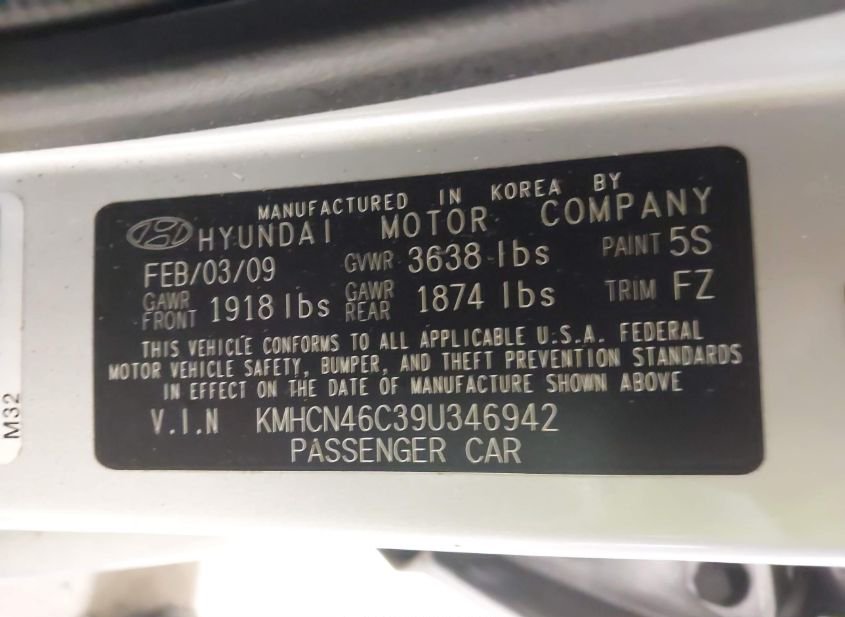 MANUFACTURED IN KOREA BY
HYUNDAI MOTOR COMPANY
FEB/03/09 GVWR 3638 lbs PAINT 5S
GAWR FRONT 1918 lbs GAWR REAR 1874 lbs TRIM FZ
THIS VEHICLE CONFORMS TO ALL APPLICABLE U.S.A. FEDERAL
MOTOR VEHICLE SAFETY, BUMPER, AND THEFT PREVENTION STANDARDS
IN EFFECT ON THE DATE OF MANUFACTURE SHOWN ABOVE
V.I.N KMHCN46C39U346942
PASSENGER CAR
M32